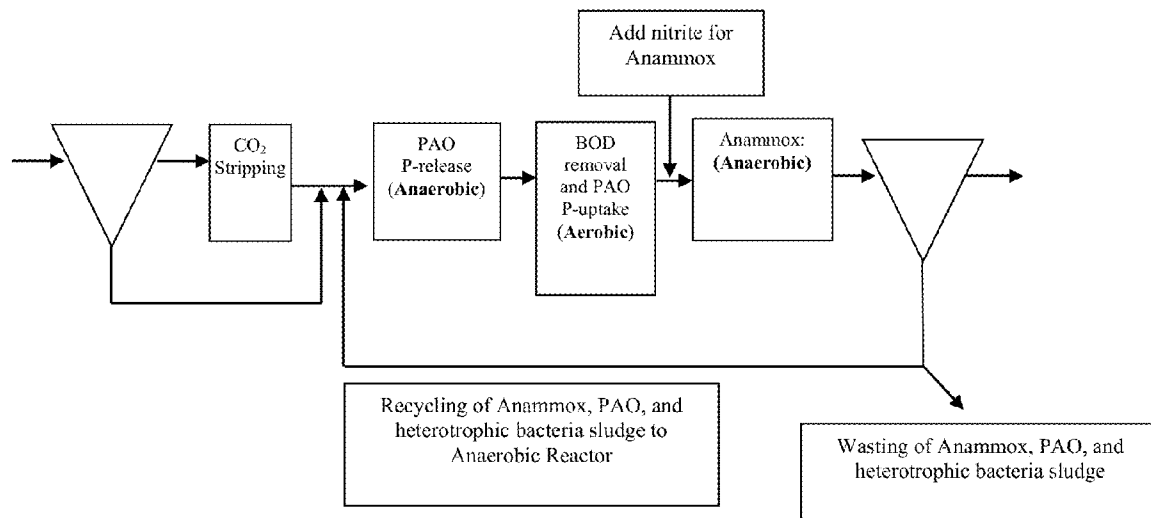 Add nitrite for
Anammox
CO₂
Stripping
PAO
P-release
(Anaerobic)
BOD
removal
and PAO
P-uptake
(Aerobic)
Anammox:
(Anaerobic)
Recycling of Anammox, PAO, and
heterotrophic bacteria sludge to
Anaerobic Reactor
Wasting of Anammox, PAO, and
heterotrophic bacteria sludge